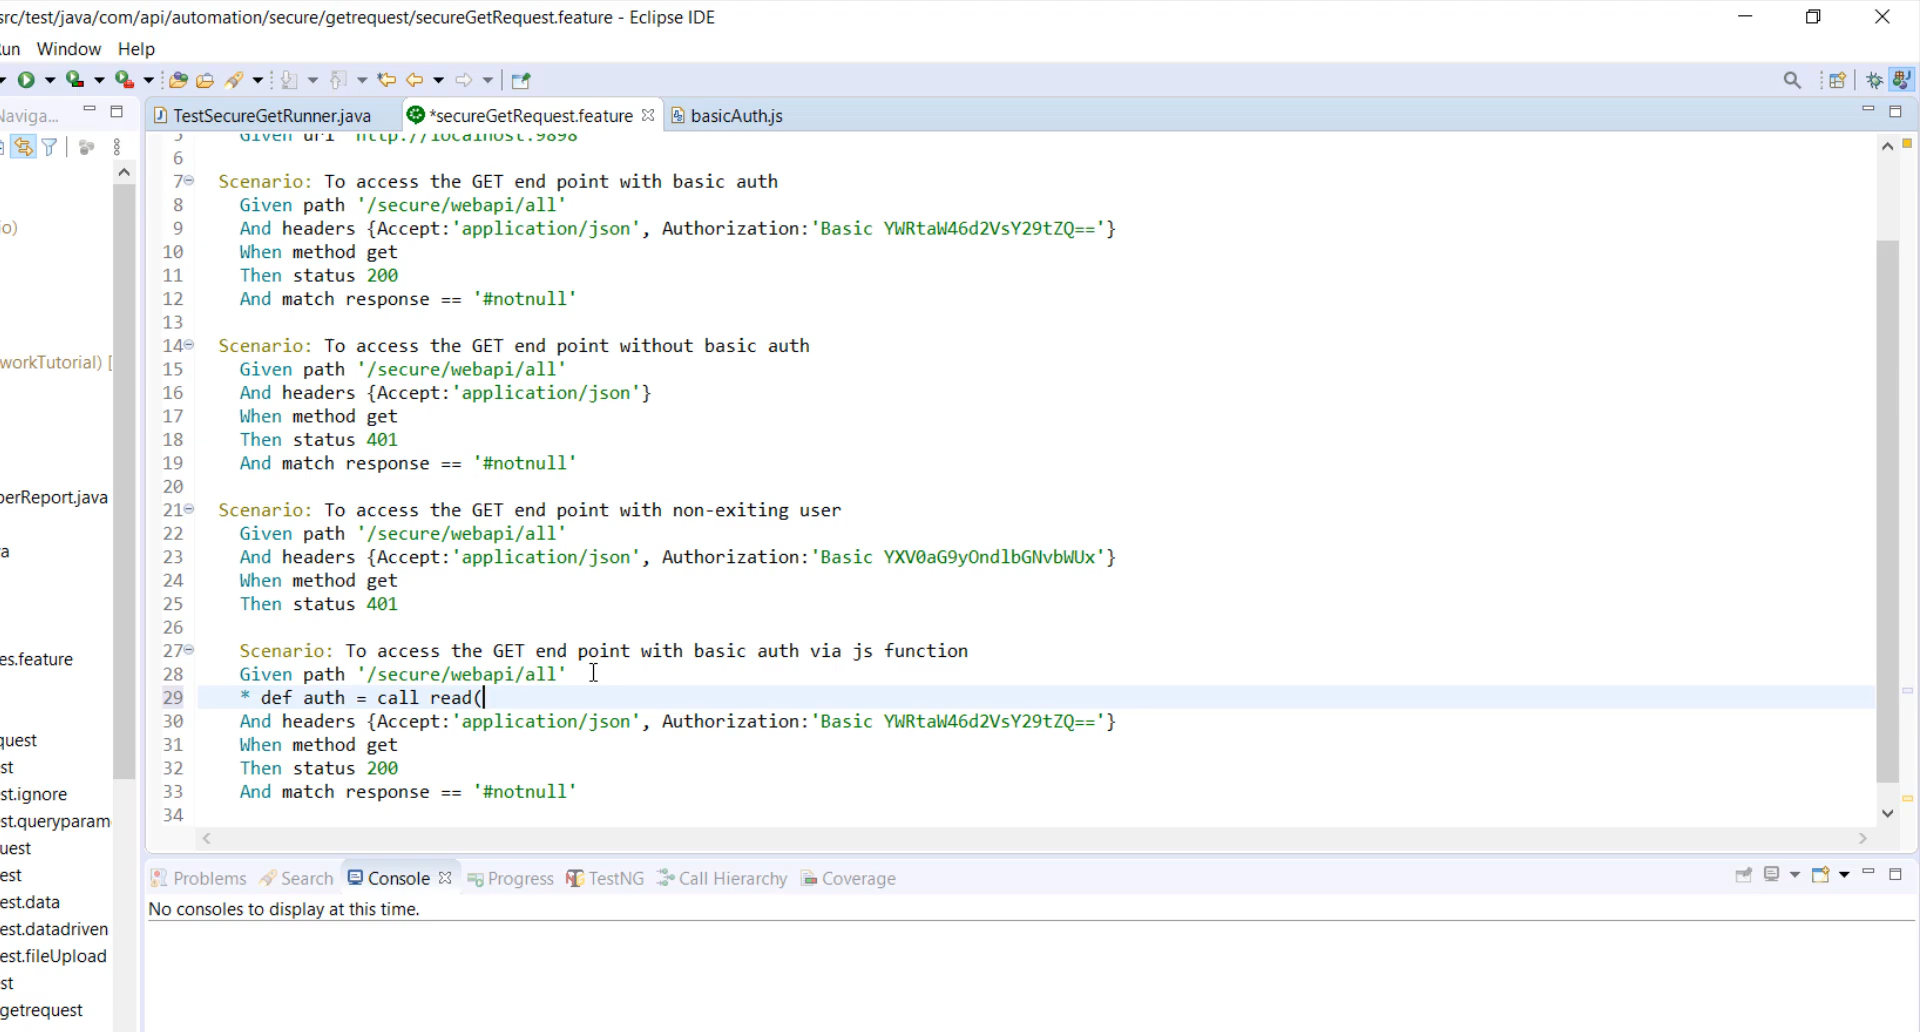 src/test/java/com/api/automation/secure/getrequest/secureGetRequest.feature - Eclipse IDE
Run Window Help
Naviga... TestSecureGetRunner.java *secureGetRequest.feature basicAuth.js
5 Given url 'http://localhost:9898'
6
7 Scenario: To access the GET end point with basic auth
8 Given path '/secure/webapi/all'
9 And headers {Accept:'application/json', Authorization:'Basic YWRtaW46d2VsY29tZQ=='}
10 When method get
11 Then status 200
12 And match response == '#notnull'
13
14 Scenario: To access the GET end point without basic auth
15 Given path '/secure/webapi/all'
16 And headers {Accept:'application/json'}
17 When method get
18 Then status 401
19 And match response == '#notnull'
20
21 Scenario: To access the GET end point with non-exiting user
22 Given path '/secure/webapi/all'
23 And headers {Accept:'application/json', Authorization:'Basic YXV0aG9yOndlbGNvbWUx'}
24 When method get
25 Then status 401
26
27 Scenario: To access the GET end point with basic auth via js function
28 Given path '/secure/webapi/all'
29 * def auth = call read(
30 And headers {Accept:'application/json', Authorization:'Basic YWRtaW46d2VsY29tZQ=='}
31 When method get
32 Then status 200
33 And match response == '#notnull'
34
io)
workTutorial) [
perReport.java
a
es.feature
quest
st
st.ignore
st.queryparam
uest
est
est.data
est.datadriven
est.fileUpload
st
getrequest
Problems Search Console Progress TestNG Call Hierarchy Coverage
No consoles to display at this time.